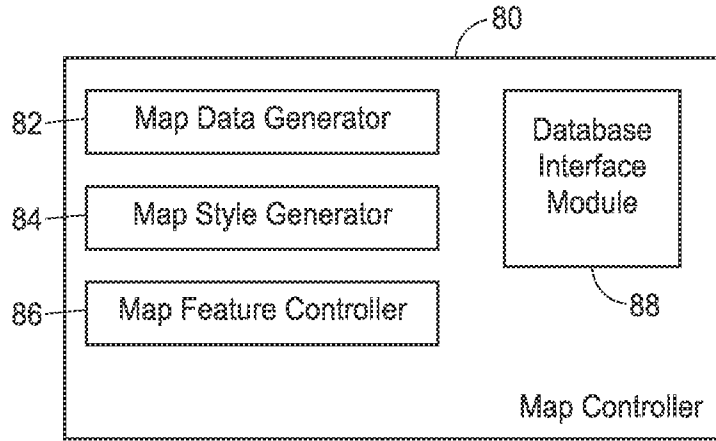 80
82
Map Data Generator
Database
Interface
Module
84
Map Style Generator
86
Map Feature Controller
88
Map Controller